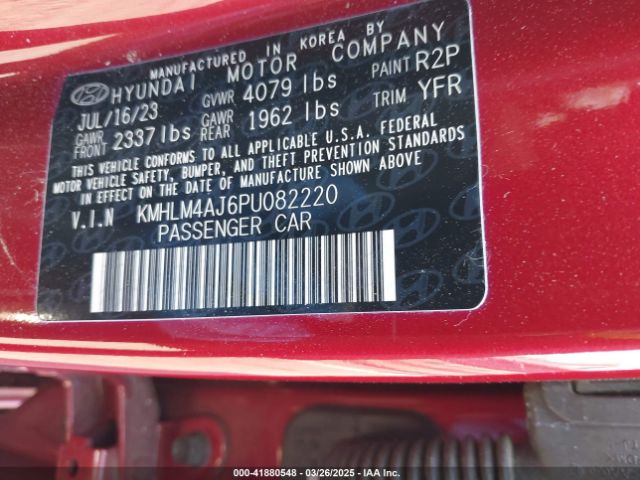 MANUFACTURED IN KOREA BY
HYUNDAI MOTOR COMPANY
JUL/16/23 GVWR 4079 lbs PAINT R2P
GAWR FRONT 2337 lbs GAWR REAR 1962 lbs TRIM YFR
THIS VEHICLE CONFORMS TO ALL APPLICABLE U.S.A. FEDERAL
MOTOR VEHICLE SAFETY, BUMPER, AND THEFT PREVENTION STANDARDS
IN EFFECT ON THE DATE OF MANUFACTURE SHOWN ABOVE
V.I.N KMHLM4AJ6PU082220
PASSENGER CAR
000-41880548 - 03/26/2025 - IAA Inc.